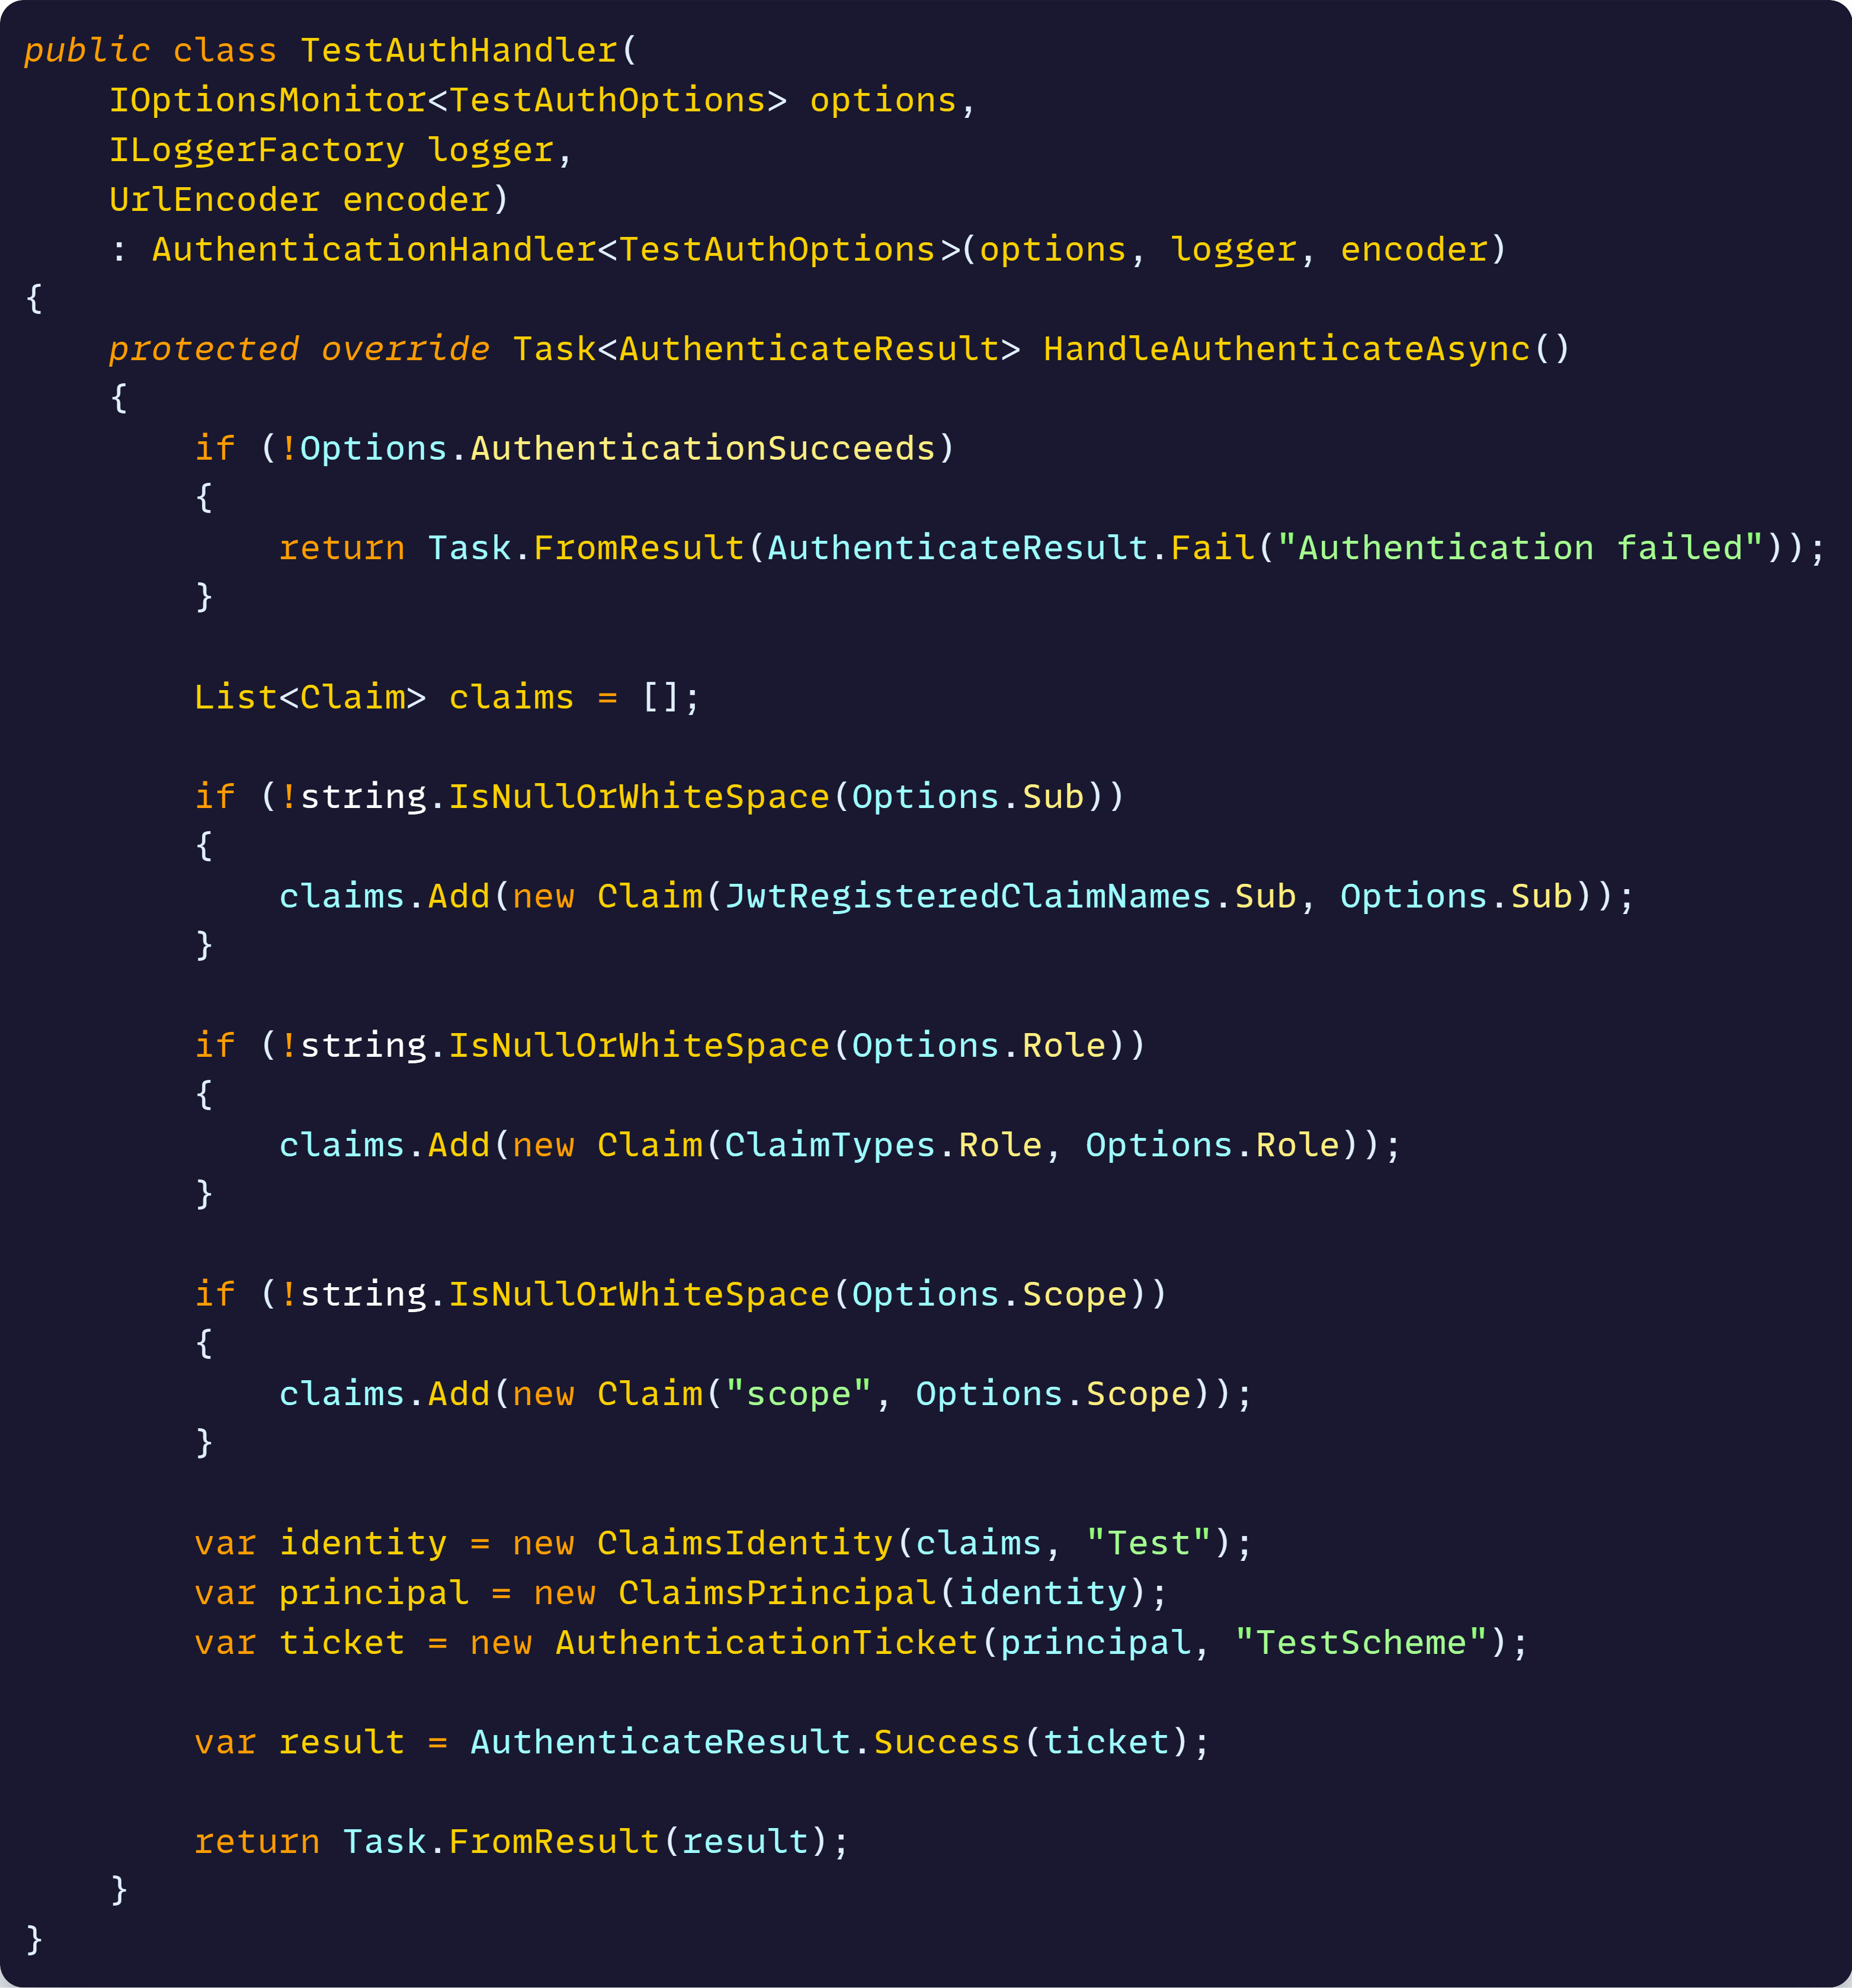 public class TestAuthHandler(
    IOptionsMonitor<TestAuthOptions> options,
    ILoggerFactory logger,
    UrlEncoder encoder)
    : AuthenticationHandler<TestAuthOptions>(options, logger, encoder)
{
    protected override Task<AuthenticateResult> HandleAuthenticateAsync()
    {
        if (!Options.AuthenticationSucceeds)
        {
            return Task.FromResult(AuthenticateResult.Fail("Authentication failed"));
        }

        List<Claim> claims = [];

        if (!string.IsNullOrWhiteSpace(Options.Sub))
        {
            claims.Add(new Claim(JwtRegisteredClaimNames.Sub, Options.Sub));
        }

        if (!string.IsNullOrWhiteSpace(Options.Role))
        {
            claims.Add(new Claim(ClaimTypes.Role, Options.Role));
        }

        if (!string.IsNullOrWhiteSpace(Options.Scope))
        {
            claims.Add(new Claim("scope", Options.Scope));
        }

        var identity = new ClaimsIdentity(claims, "Test");
        var principal = new ClaimsPrincipal(identity);
        var ticket = new AuthenticationTicket(principal, "TestScheme");

        var result = AuthenticateResult.Success(ticket);

        return Task.FromResult(result);
    }
}